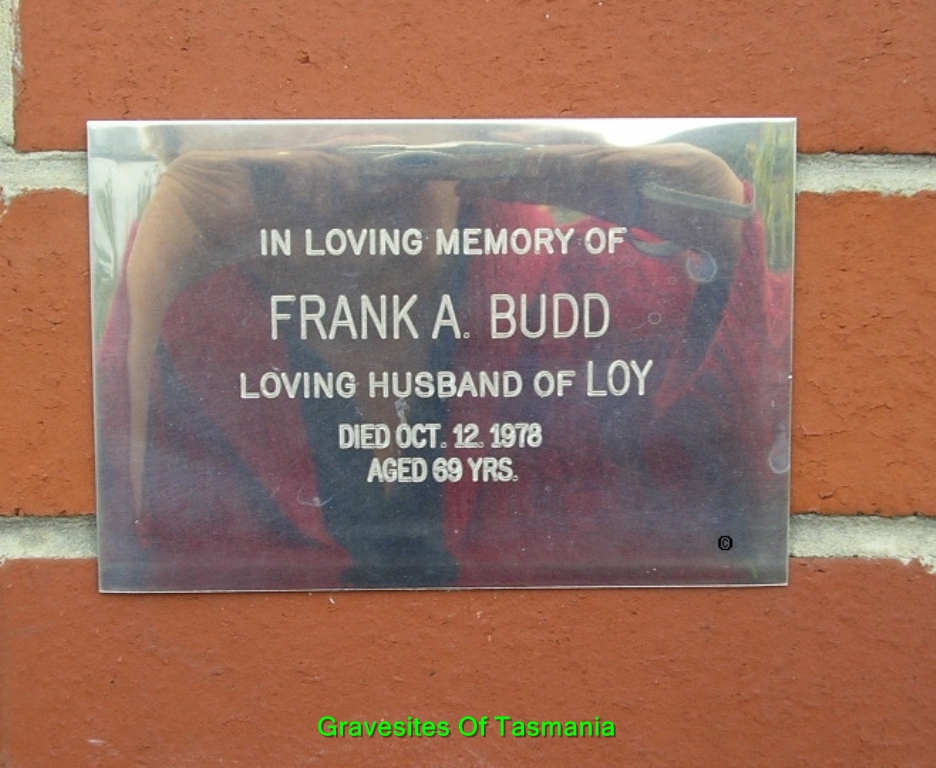 IN LOVING MEMORY OF
FRANK A. BUDD
LOVING HUSBAND OF LOY
DIED OCT. 12. 1978
AGED 69 YRS.
©
Gravesites Of Tasmania